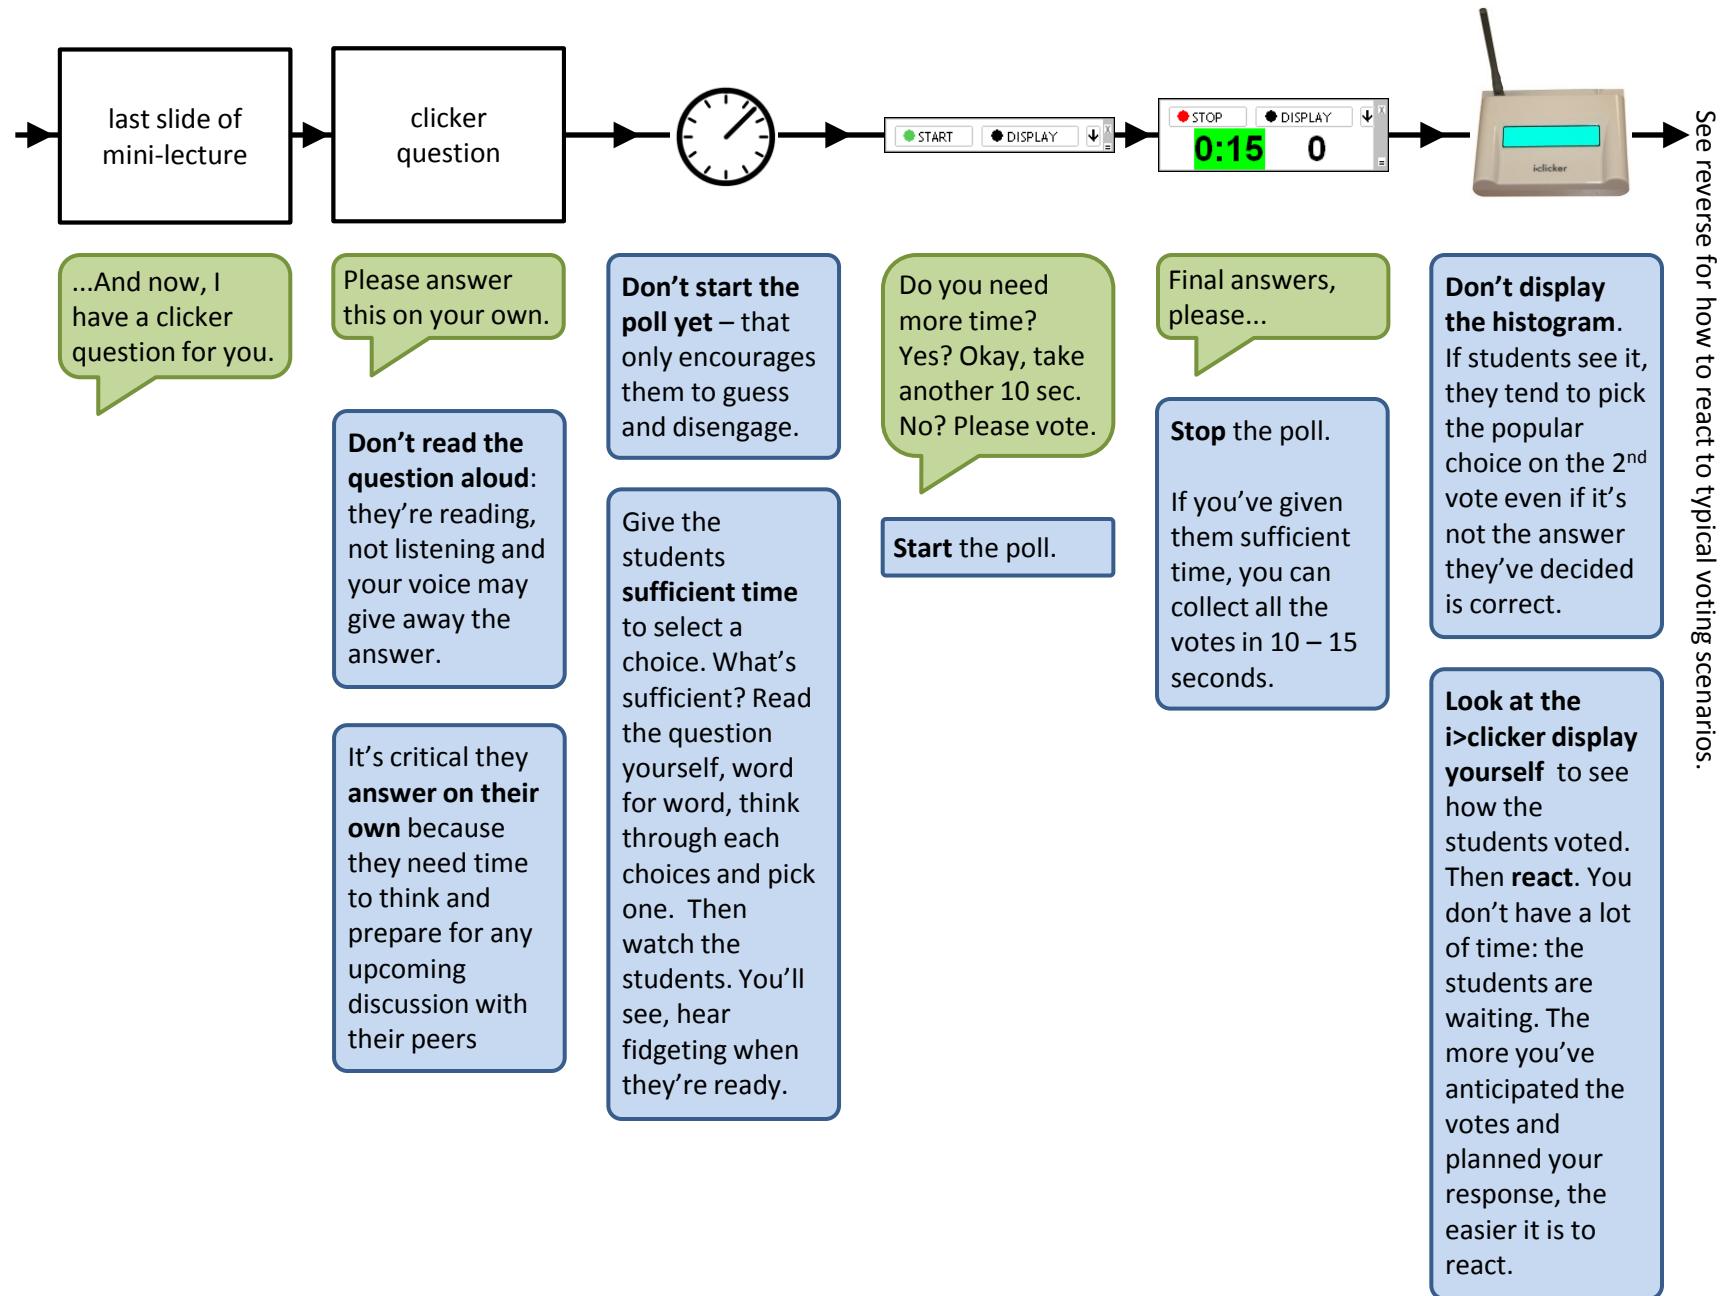 last slide of
mini-lecture
clicker
question
START
DISPLAY
STOP
DISPLAY
0:15
0
iclicker
...And now, I
have a clicker
question for you.
Please answer
this on your own.
Don't read the
question aloud:
they're reading,
not listening and
your voice may
give away the
answer.
It's critical they
answer on their
own because
they need time
to think and
prepare for any
upcoming
discussion with
their peers
Don't start the
poll yet – that
only encourages
them to guess
and disengage.
Give the
students
sufficient time
to select a
choice. What's
sufficient? Read
the question
yourself, word
for word, think
through each
choices and pick
one. Then
watch the
students. You'll
see, hear
fidgeting when
they're ready.
Do you need
more time?
Yes? Okay, take
another 10 sec.
No? Please vote.
Start the poll.
Final answers,
please...
Stop the poll.
If you've given
them sufficient
time, you can
collect all the
votes in 10 – 15
seconds.
Don't display
the histogram.
If students see it,
they tend to pick
the popular
choice on the 2nd
vote even if it's
not the answer
they've decided
is correct.
Look at the
i>clicker display
yourself to see
how the
students voted.
Then react. You
don't have a lot
of time: the
students are
waiting. The
more you've
anticipated the
votes and
planned your
response, the
easier it is to
react.
See reverse for how to react to typical voting scenarios.